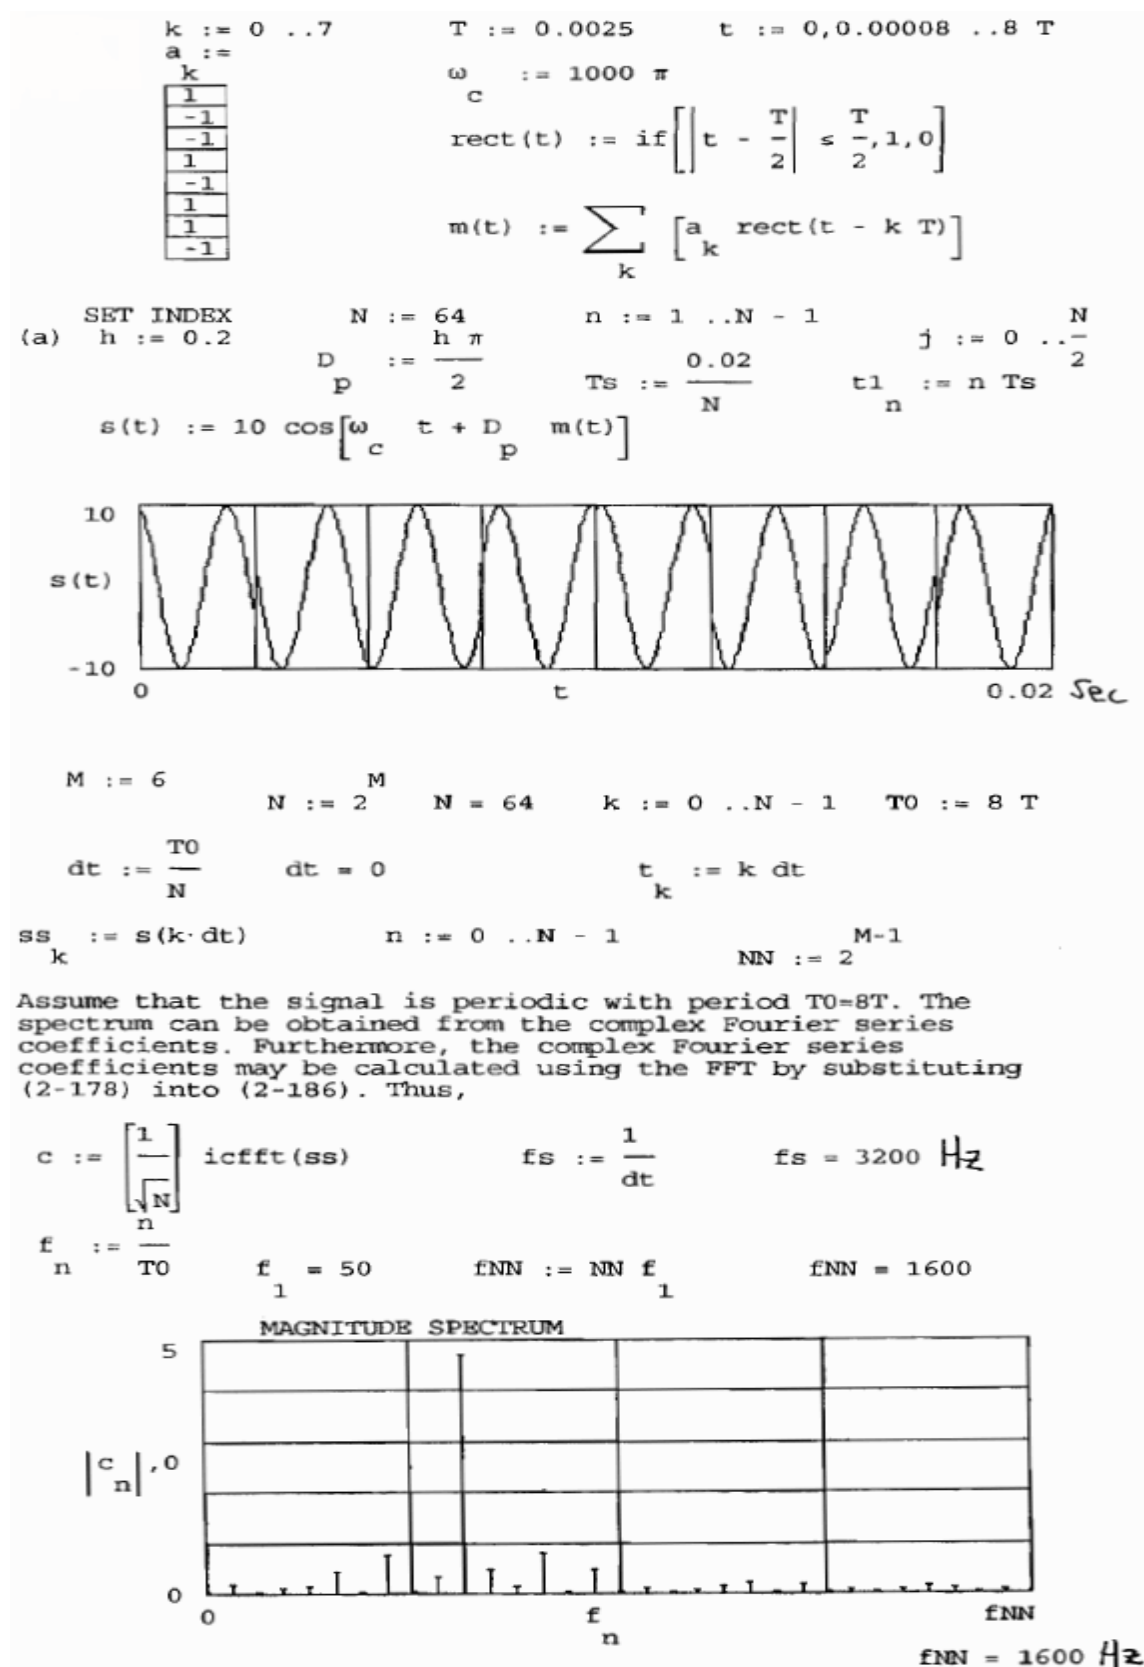 k := 0 ..7 T := 0.0025 t := 0,0.00008 ..8 T
a :=
k
ω := 1000 π
c
1
-1
-1
1
-1
1
1
-1
rect(t) := if[|t - T/2| ≤ T/2,1,0]
m(t) := ∑ [a rect(t - k T)]
k k
SET INDEX N := 64 n := 1 ..N - 1 j := 0 ..N/2
(a) h := 0.2 D := h π/2 Ts := 0.02/N t1 := n Ts
p n
s(t) := 10 cos[ω t + D m(t)]
c p
10
s(t)
-10
0 t 0.02 Sec
M := 6
N := 2^M N = 64 k := 0 ..N - 1 T0 := 8 T
dt := T0/N dt = 0 t := k dt
k
ss := s(k·dt) n := 0 ..N - 1 NN := 2^M-1
k
Assume that the signal is periodic with period T0=8T. The
spectrum can be obtained from the complex Fourier series
coefficients. Furthermore, the complex Fourier series
coefficients may be calculated using the FFT by substituting
(2-178) into (2-186). Thus,
c := [1/√N] icfft(ss) fs := 1/dt fs = 3200 Hz
f := n/T0 f = 50 fNN := NN f fNN = 1600
n 1 1
MAGNITUDE SPECTRUM
5
|c |,0
n
0
0 f fNN
n
fNN = 1600 Hz